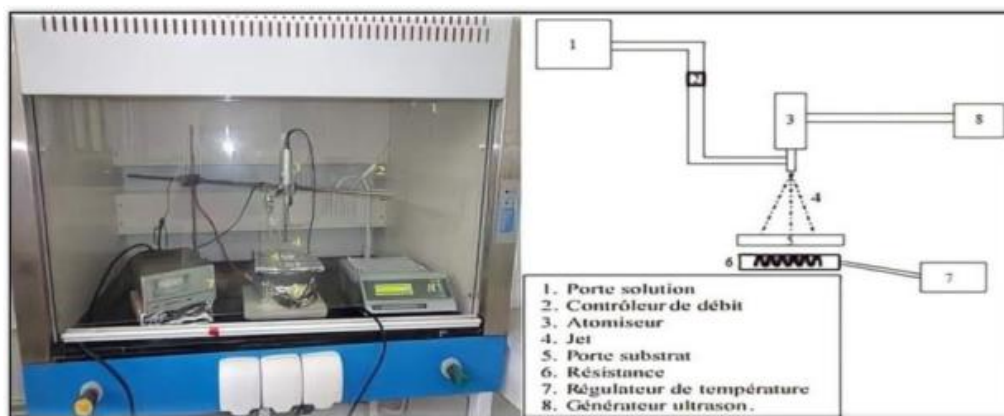 1
2
3
8
4
5
6
7
1. Porte solution
2. Contrôleur de débit
3. Atomiseur
4. Jet
5. Porte substrat
6. Résistance
7. Régulateur de température
8. Générateur ultrason.